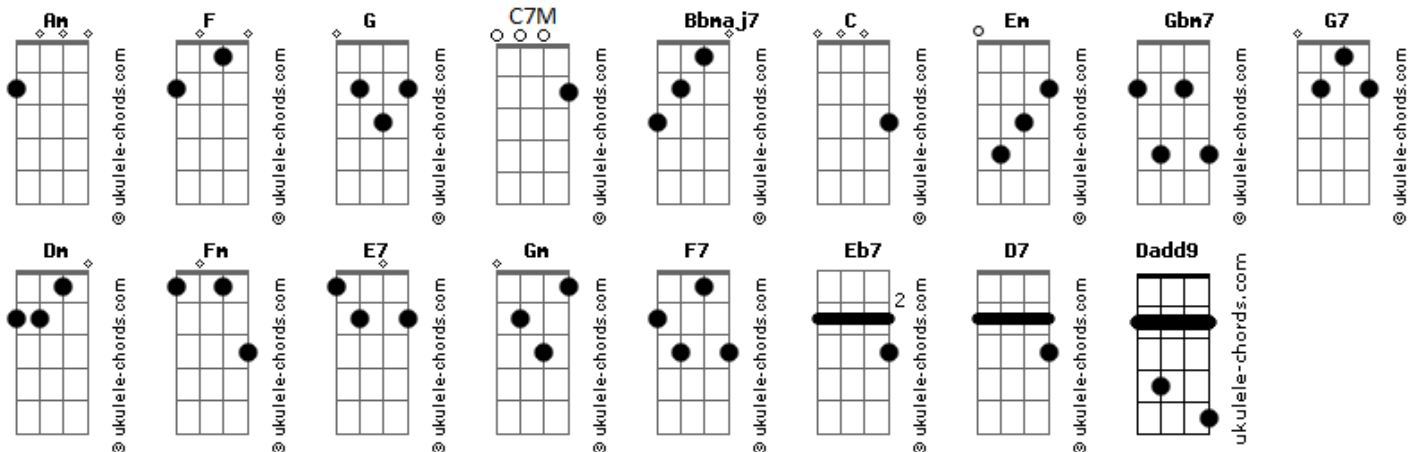 Am F G C7M Bbmaj7 C Em Gbm7 G7
© ukulele-chords.com © ukulele-chords.com © ukulele-chords.com © ukulele-chords.com © ukulele-chords.com © ukulele-chords.com © ukulele-chords.com © ukulele-chords.com © ukulele-chords.com
Dm Fm E7 Gm F7 Eb7 D7 Dadd9
2
© ukulele-chords.com © ukulele-chords.com © ukulele-chords.com © ukulele-chords.com © ukulele-chords.com © ukulele-chords.com © ukulele-chords.com ukulele-chords.com